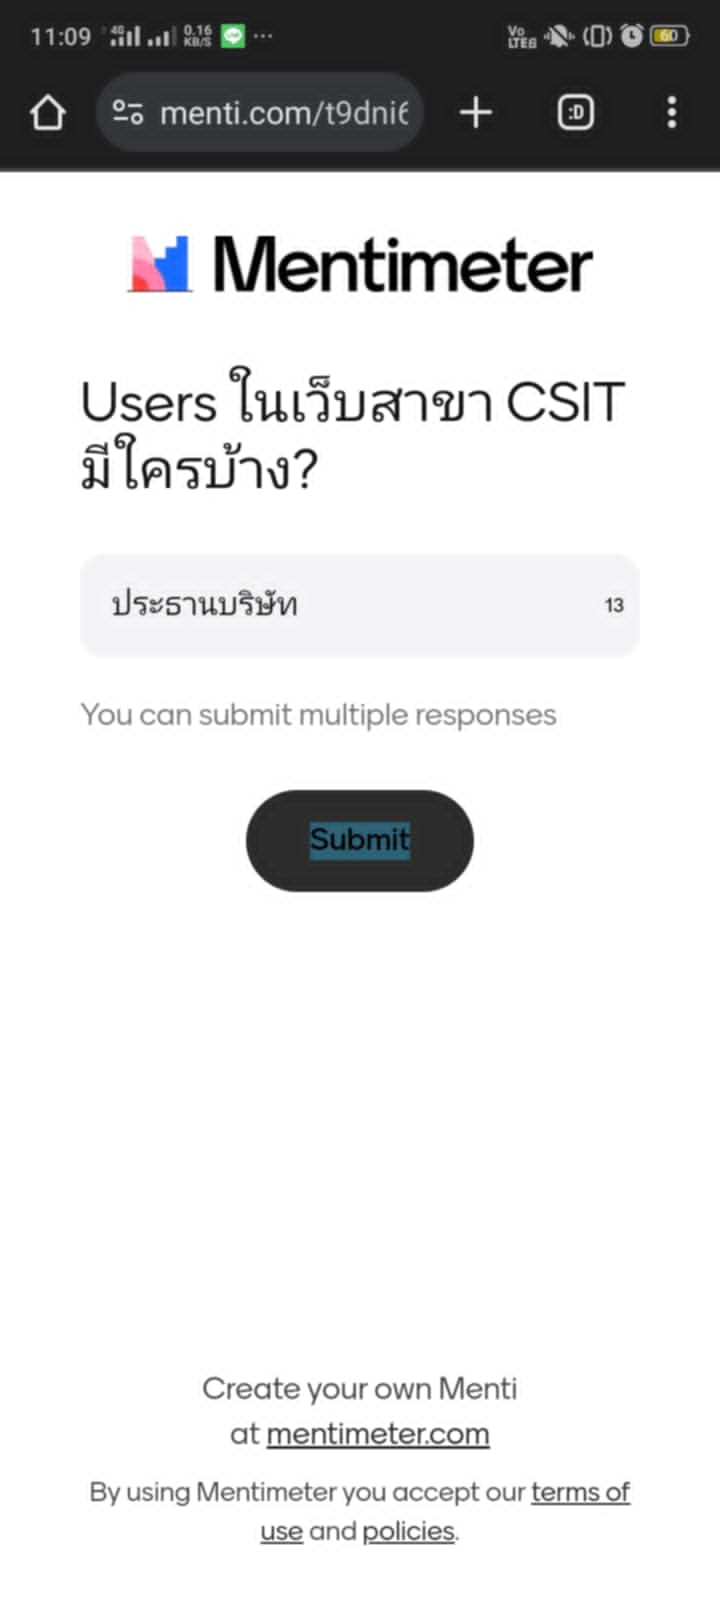 11:09 4G 0.16 KB/S ... Vo LTE 60
menti.com/t9dni6 :D
Mentimeter
Users ในเว็บสาขา CSIT
มีใครบ้าง?
ประธานบริษัท 13
You can submit multiple responses
Submit
Create your own Menti
at mentimeter.com
By using Mentimeter you accept our terms of
use and policies.